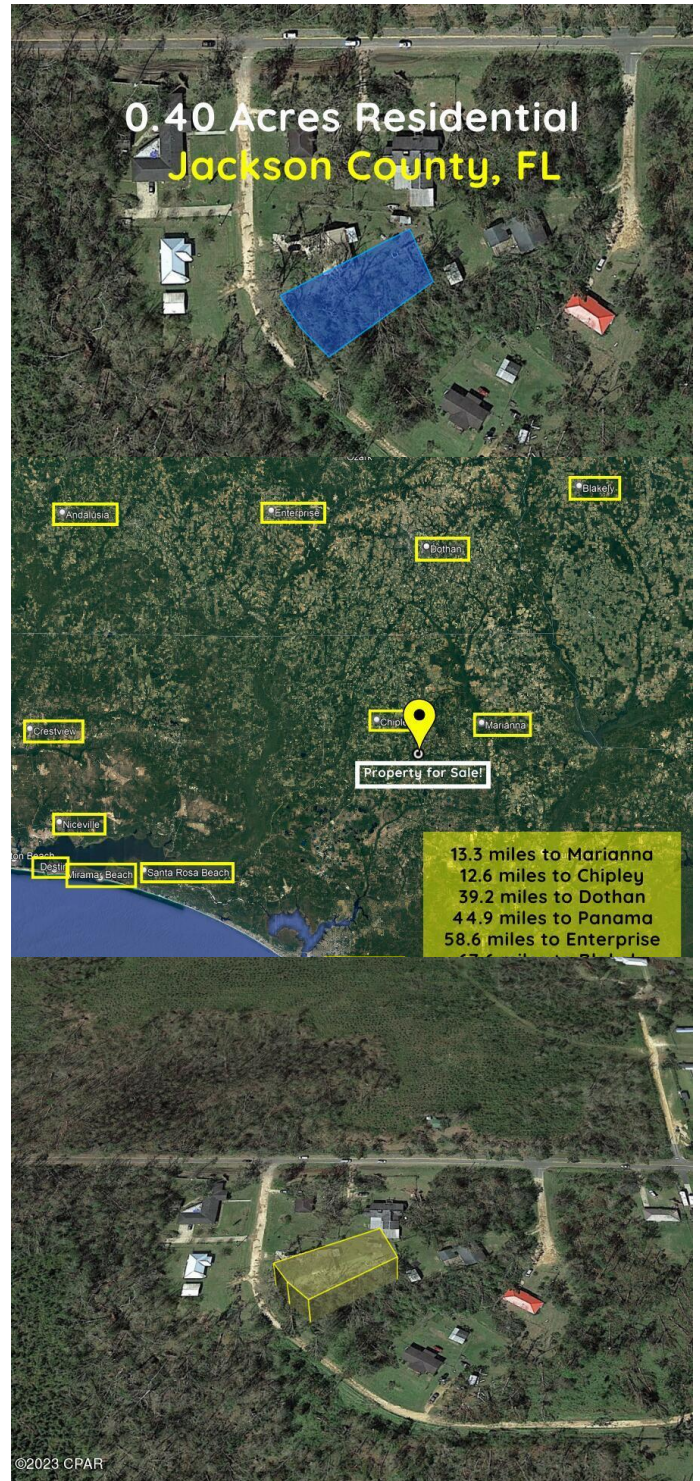 0.40 Acres Residential
Jackson County, FL
Andalusia
Enterprise
Blakely
Dothan
Crestview
Marianna
Property for Sale!
Niceville
Miramar Beach
Santa Rosa Beach
13.3 miles to Marianna
12.6 miles to Chipley
39.2 miles to Dothan
44.9 miles to Panama
58.6 miles to Enterprise
©2023 CPAR